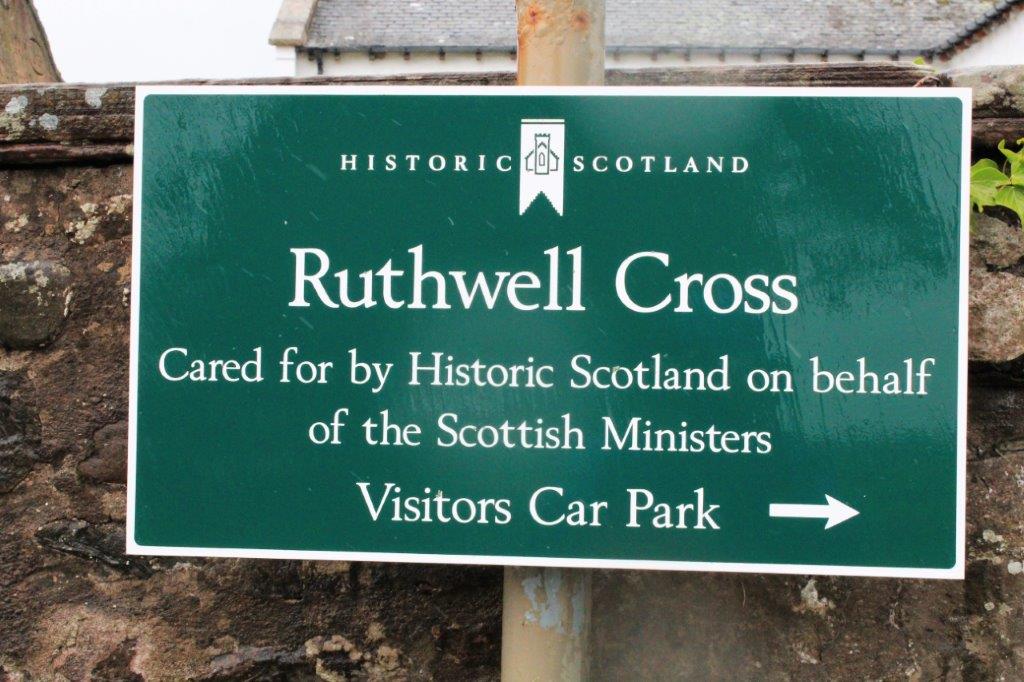 HISTORIC SCOTLAND
Ruthwell Cross
Cared for by Historic Scotland on behalf
of the Scottish Ministers
Visitors Car Park →